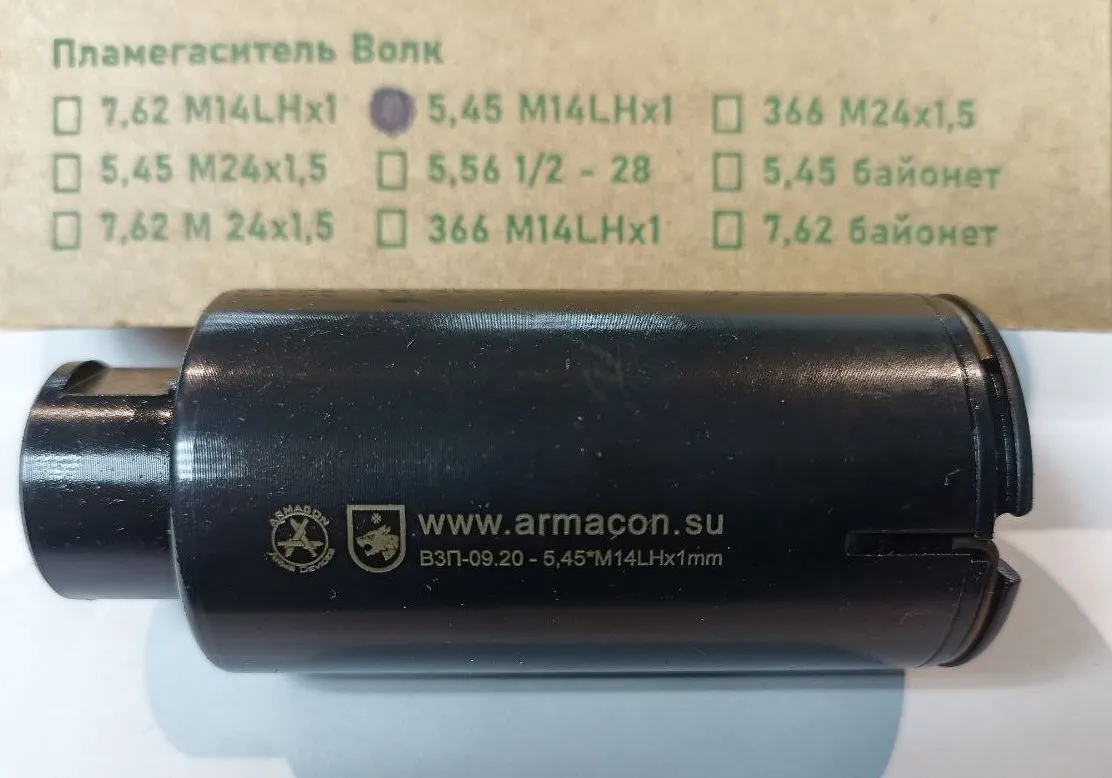 Пламегаситель Волк
7,62 M14LHx1 5,45 M14LHx1 366 M24x1,5
5,45 M24x1,5 5,56 1/2 - 28 5,45 байонет
7,62 M 24x1,5 366 M14LHx1 7,62 байонет
ARMACON
www.armacon.su
ВЗП-09.20 - 5,45*M14LHx1mm